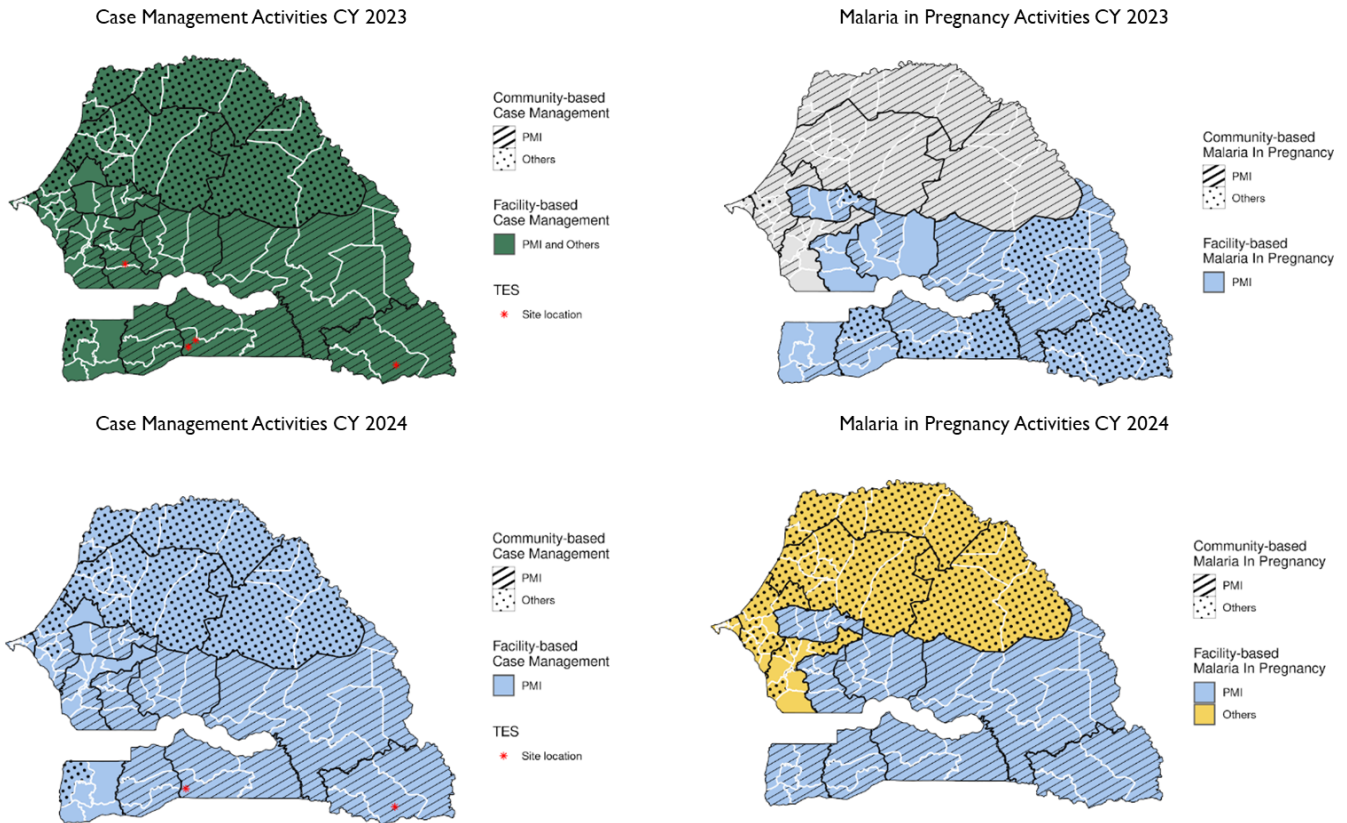 Case Management Activities CY 2023
Community-based
Case Management
PMI
Others
Facility-based
Case Management
PMI and Others
TES
Site location
Malaria in Pregnancy Activities CY 2023
Community-based
Malaria In Pregnancy
PMI
Others
Facility-based
Malaria In Pregnancy
PMI
Case Management Activities CY 2024
Community-based
Case Management
PMI
Others
Facility-based
Case Management
PMI
TES
Site location
Malaria in Pregnancy Activities CY 2024
Community-based
Malaria In Pregnancy
PMI
Others
Facility-based
Malaria In Pregnancy
PMI
Others